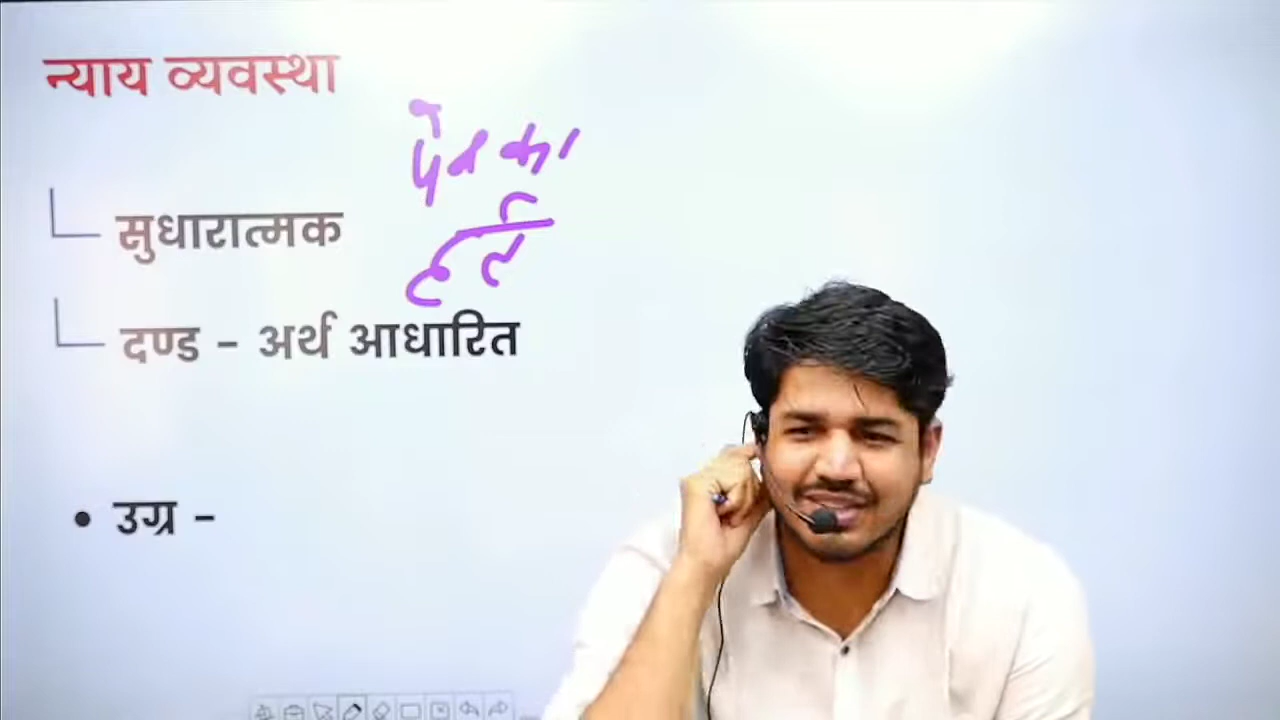 न्याय व्यवस्था
सुधारात्मक
दण्ड - अर्थ आधारित
• उग्र -